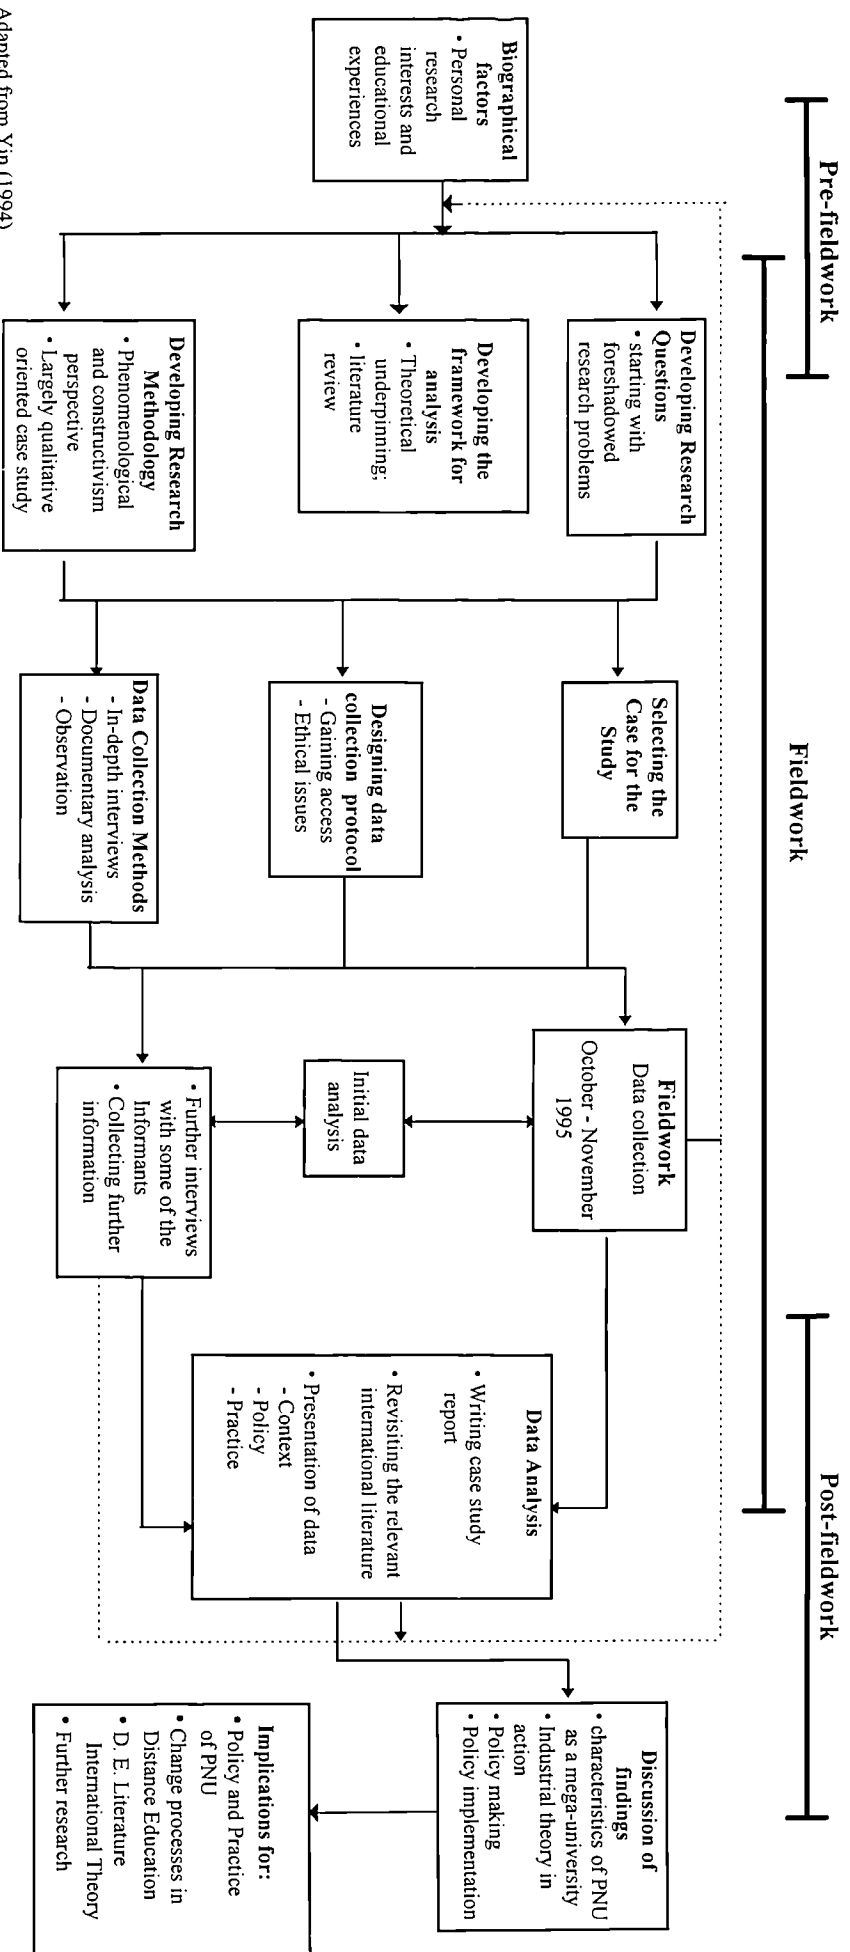 Pre-fieldwork
Fieldwork
Post-fieldwork
Biographical
factors
• Personal
research
interests and
educational
experiences
Developing Research
Questions
• starting with
foreshadowed
research problems
Developing the
framework for
analysis
• Theoretical
underpinning;
• literature
review
Developing Research
Methodology
• Phenomenological
and constructivism
perspective
• Largely qualitative
oriented case study
Selecting the
Case for the
Study
Designing data
collection protocol
- Gaining access
- Ethical issues
Data Collection Methods
- In-depth interviews
- Documentary analysis
- Observation
Fieldwork
Data collection
October - November
1995
Initial data
analysis
• Further interviews
with some of the
Informants
• Collecting further
information
Data Analysis
• Writing case study
report
• Revisiting the relevant
international literature
• Presentation of data
- Context
- Policy
- Practice
Discussion of
findings
• characteristics of PNU
as a mega-university
• Industrial theory in
action
• Policy making
• Policy implementation
Implications for:
• Policy and Practice
of PNU
• Change processes in
Distance Education
• D. E. Literature
International Theory
• Further research
Adapted from Yin (1994)